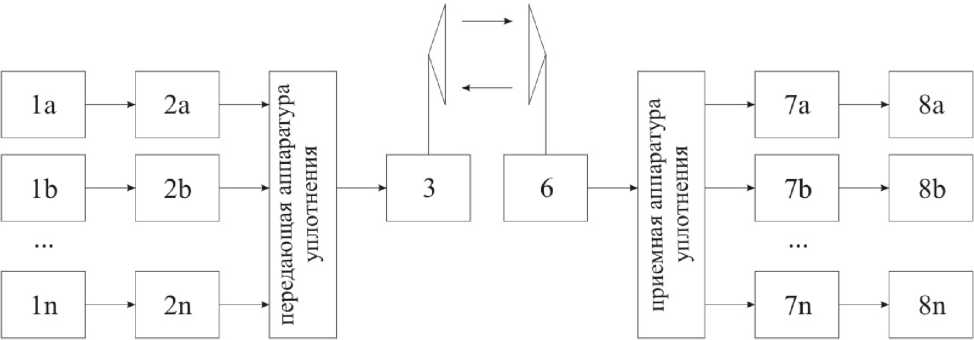 1a
2a
7a
8a
1b
2b
передающая аппаратура
уплотнения
3
6
приемная аппаратура
уплотнения
7b
8b
...
...
1n
2n
7n
8n